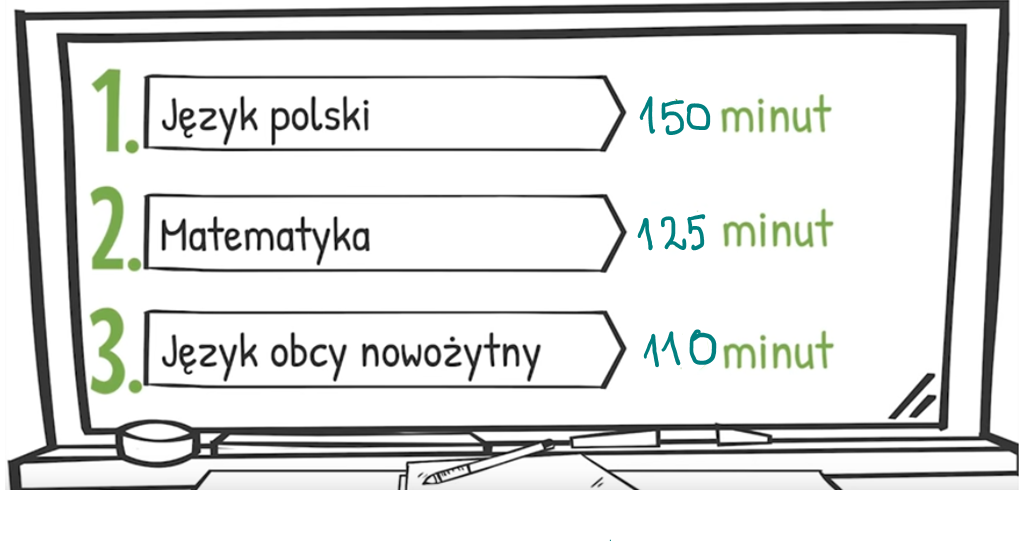 1. Język polski 150 minut
2. Matematyka 125 minut
3. Język obcy nowożytny 110 minut